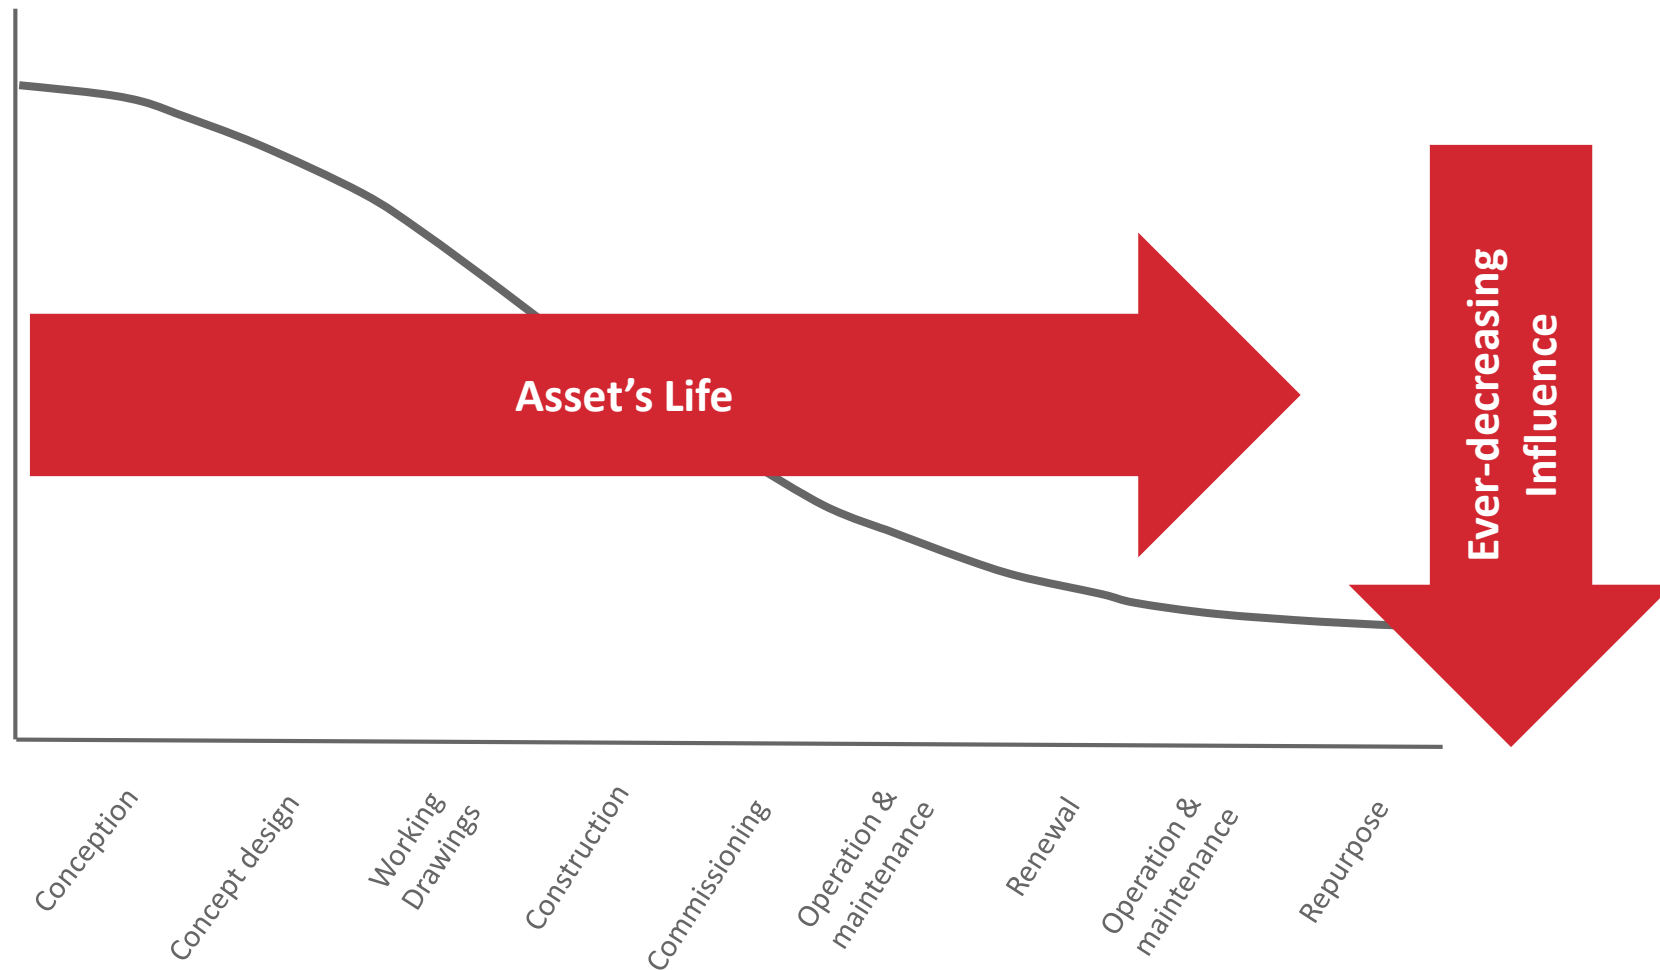 Asset’s Life
Ever-decreasing
Influence
Conception
Concept design
Working
Drawings
Construction
Commissioning
Operation &
maintenance
Renewal
Operation &
maintenance
Repurpose